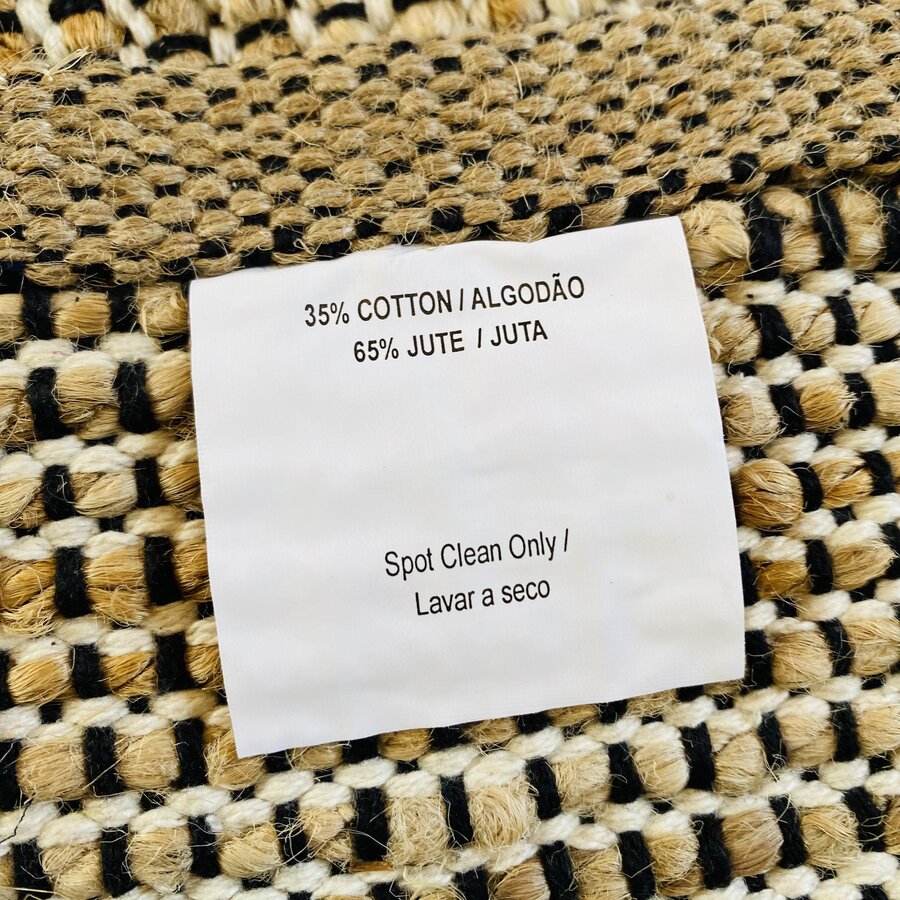 35% COTTON / ALGODÃO
65% JUTE / JUTA
Spot Clean Only /
Lavar a seco